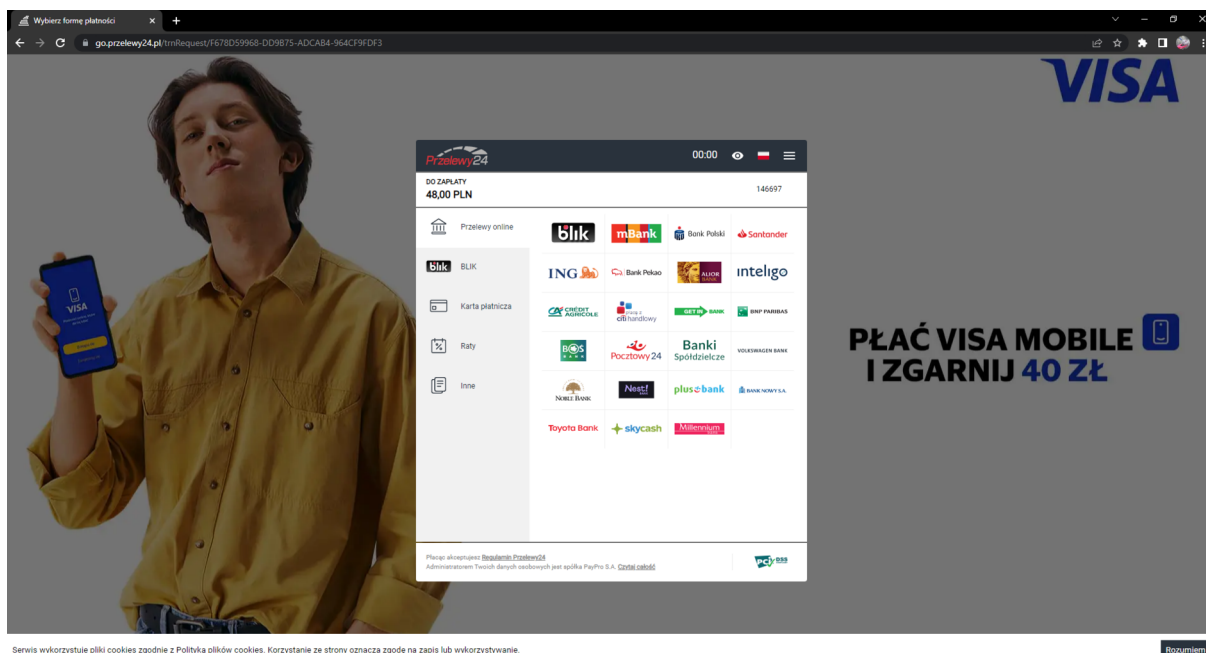 Wybierz formę płatności
go.przelewy24.pl/trnRequest/F678D59968-DD9875-ADCAB4-964CF9FDF3
VISA
Przelewy24
00:00
DO ZAPŁATY
48,00 PLN
146697
Przelewy online
BLIK
Karta płatnicza
Raty
Inne
blik mBank Bank Polski Santander
ING Bank Pekao ALIOR BANK inteligo
CRÉDIT AGRICOLE citi handlowy GET IN BANK BNP PARIBAS
BOŚ BANK Pocztowy24 Banki Spółdzielcze VOLKSWAGEN BANK
NOBLE BANK Nest! plusbank BANK NOWY S.A.
Toyota Bank skycash Millennium
Płacąc akceptujesz Regulamin Przelewy24
Administratorem Twoich danych osobowych jest spółka PayPro S.A. Czytaj całość
PCI DSS
VISA
PŁAĆ VISA MOBILE
I ZGARNIJ 40 ZŁ
Serwis wykorzystuje pliki cookies zgodnie z Polityką plików cookies. Korzystanie ze strony oznacza zgodę na zapis lub wykorzystywanie.
Rozumiem